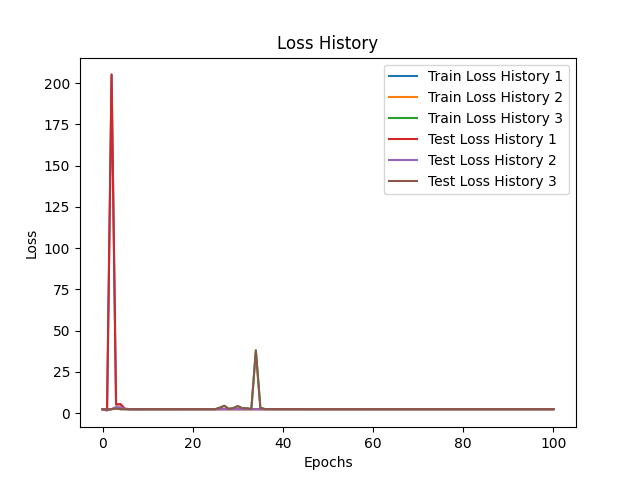 Loss History
Train Loss History 1
Train Loss History 2
Train Loss History 3
Test Loss History 1
Test Loss History 2
Test Loss History 3
200
175
150
125
100
75
50
25
0
Loss
0 20 40 60 80 100
Epochs